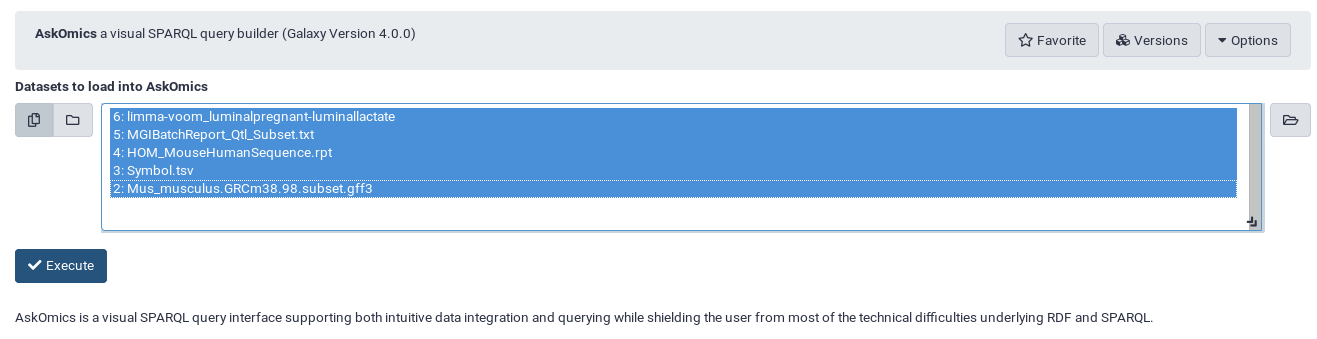 AskOmics a visual SPARQL query builder (Galaxy Version 4.0.0)
Favorite
Versions
Options
Datasets to load into AskOmics
6: limma-voom_luminalpregnant-luminallactate
5: MGIBatchReport_Qtl_Subset.txt
4: HOM_MouseHumanSequence.rpt
3: Symbol.tsv
2: Mus_musculus.GRCm38.98.subset.gff3
Execute
AskOmics is a visual SPARQL query interface supporting both intuitive data integration and querying while shielding the user from most of the technical difficulties underlying RDF and SPARQL.